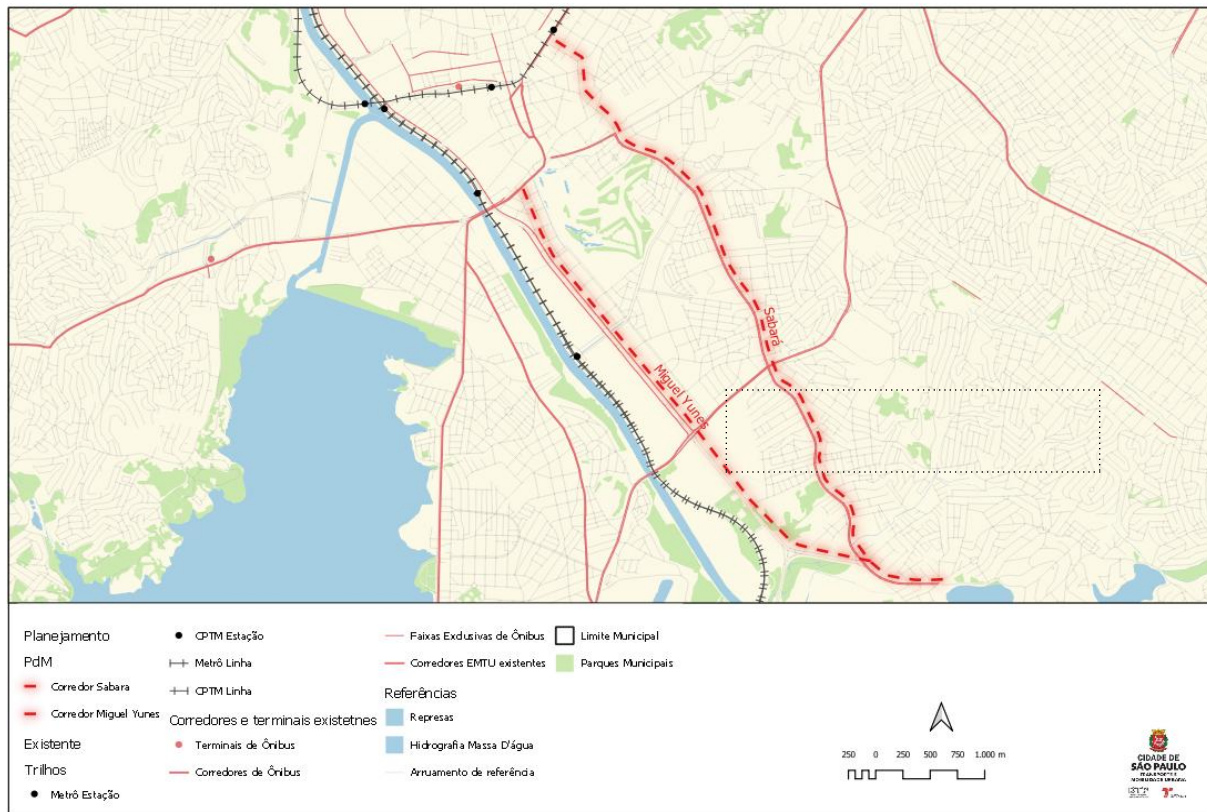 Sabará
Miguel Yunes
Planejamento
PdM
Corredor Sabara
Corredor Miguel Yunes
Existente
Trilhos
Metrô Estação
CPTM Estação
Metrô Linha
CPTM Linha
Corredores e terminais existetnes
Terminais de Ônibus
Corredores de Ônibus
Faixas Exclusivas de Ônibus
Corredores EMTU existentes
Referências
Represas
Hidrografia Massa D'água
Arruamento de referência
Limite Municipal
Parques Municipais
250 0 250 500 750 1.000 m
CIDADE DE
SÃO PAULO
TRANSPORTE E
MOBILIDADE URBANA